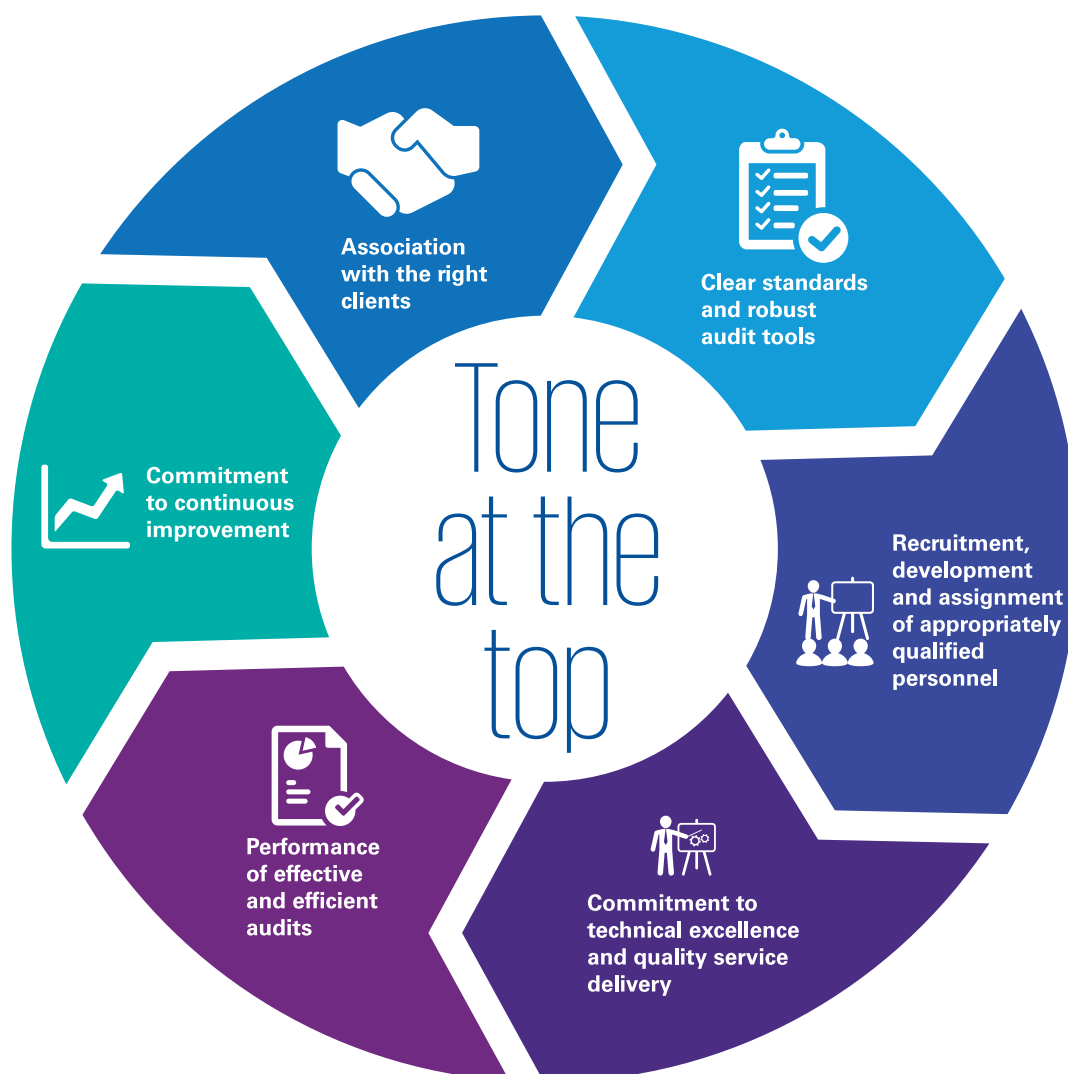 Association
with the right
clients
Clear standards
and robust
audit tools
Recruitment,
development
and assignment
of appropriately
qualified
personnel
Commitment to
technical excellence
and quality service
delivery
Performance
of effective
and efficient
audits
Commitment
to continuous
improvement
Tone
at the
top